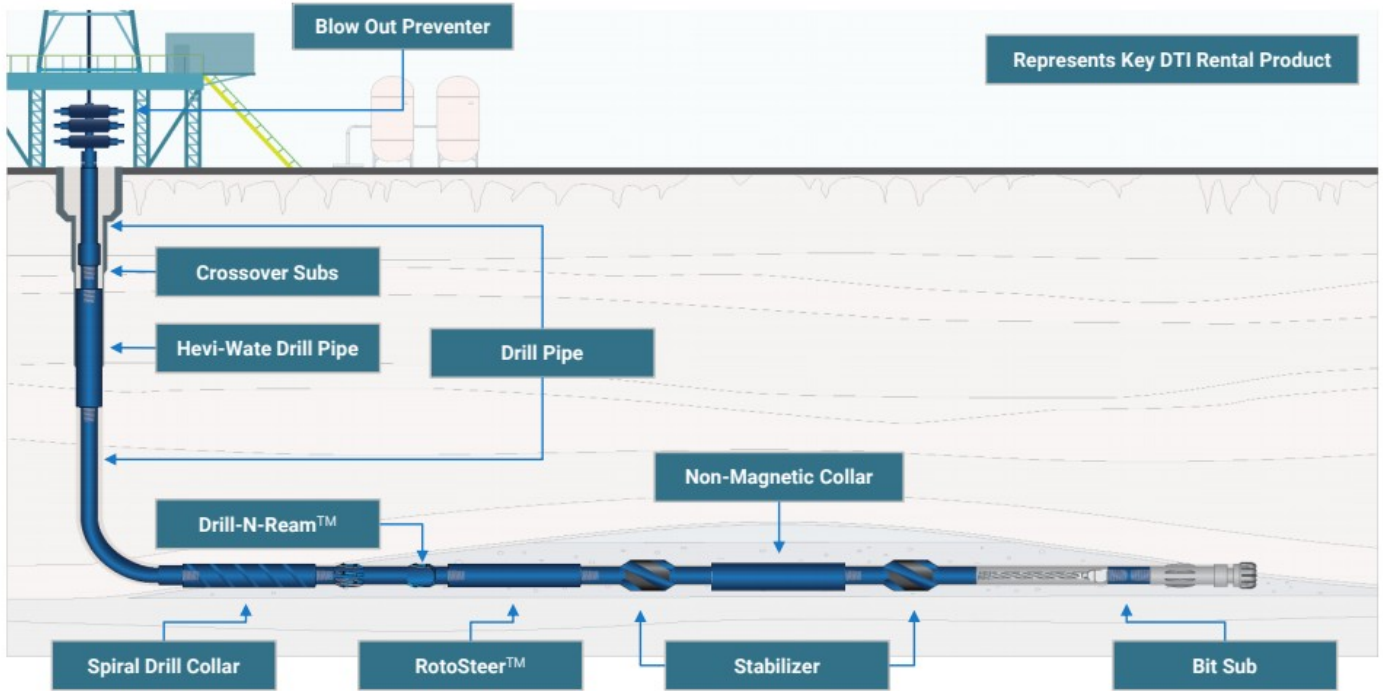 Blow Out Preventer
Represents Key DTI Rental Product
Crossover Subs
Hevi-Wate Drill Pipe
Drill Pipe
Non-Magnetic Collar
Drill-N-Ream™
Spiral Drill Collar
RotoSteer™
Stabilizer
Bit Sub